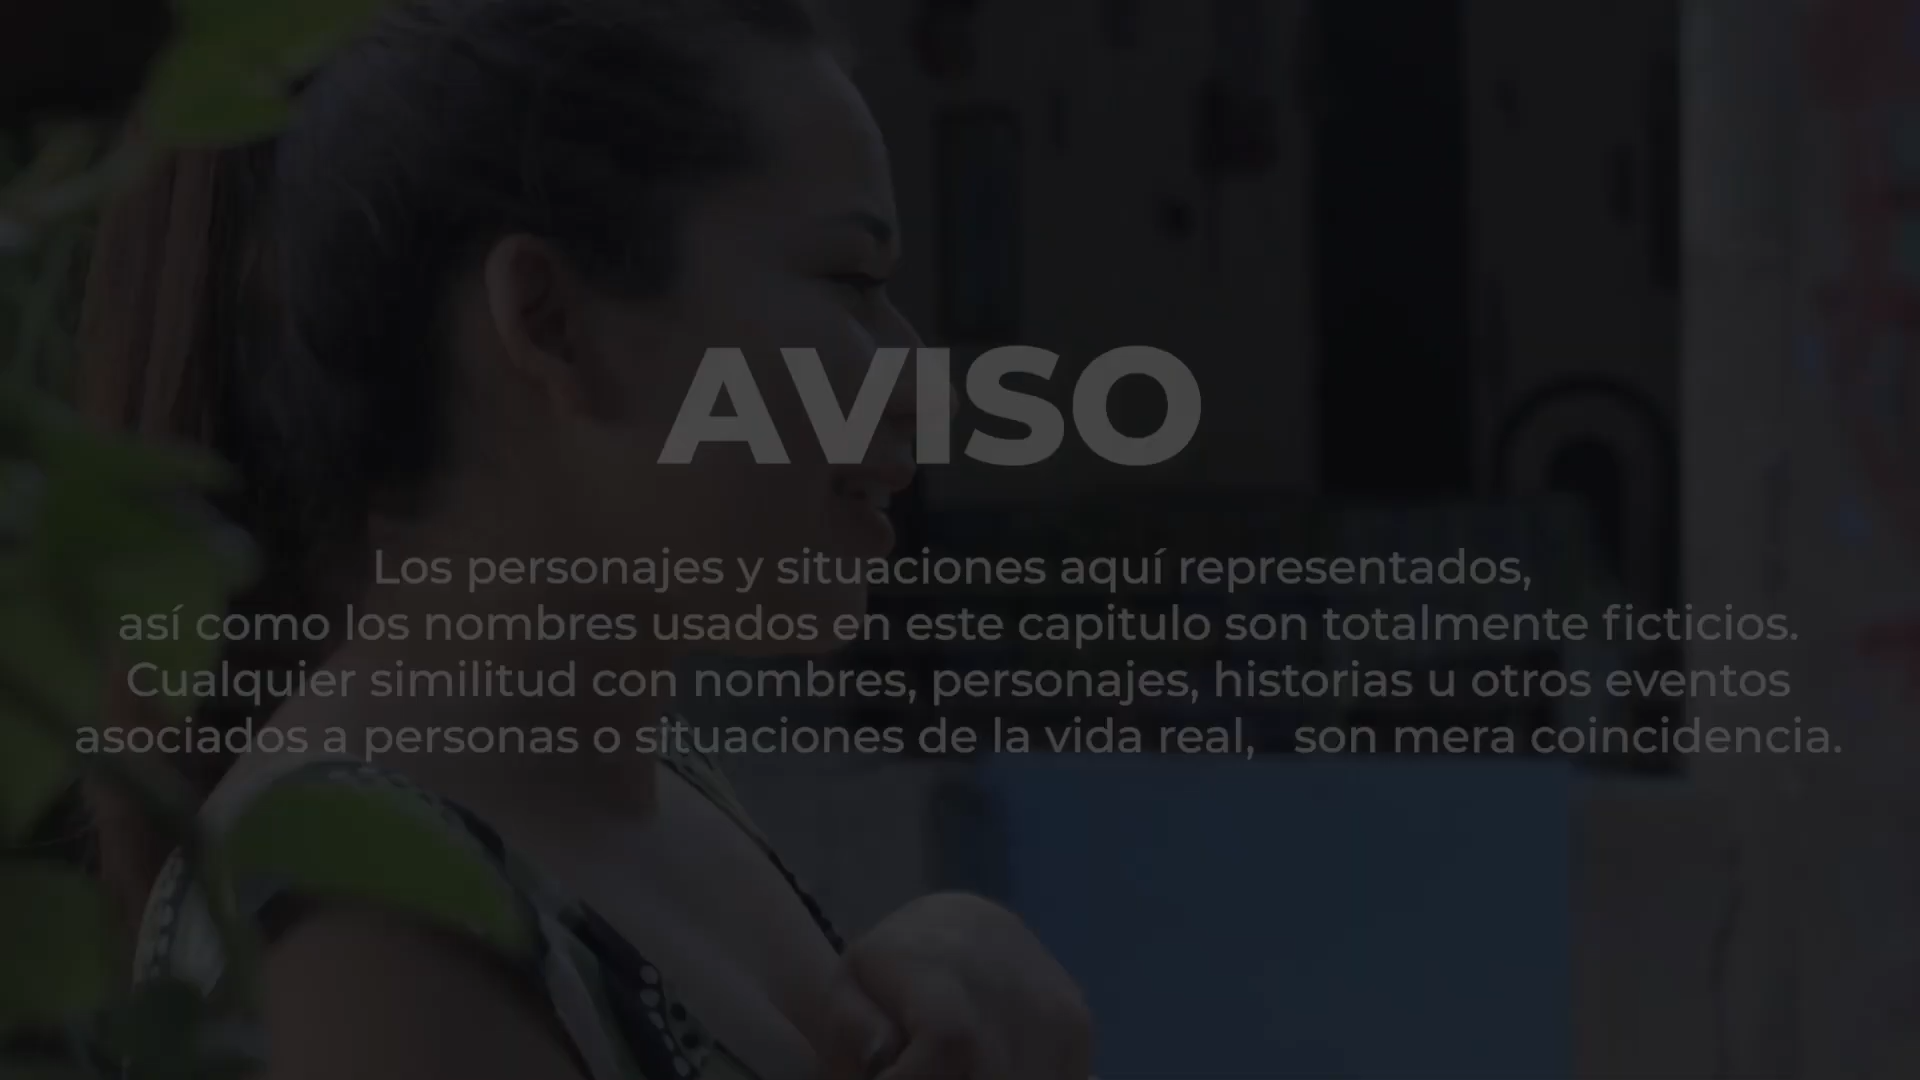 AVISO
Los personajes y situaciones aquí representados,
así como los nombres usados en este capitulo son totalmente ficticios.
Cualquier similitud con nombres, personajes, historias u otros eventos
asociados a personas o situaciones de la vida real, son mera coincidencia.